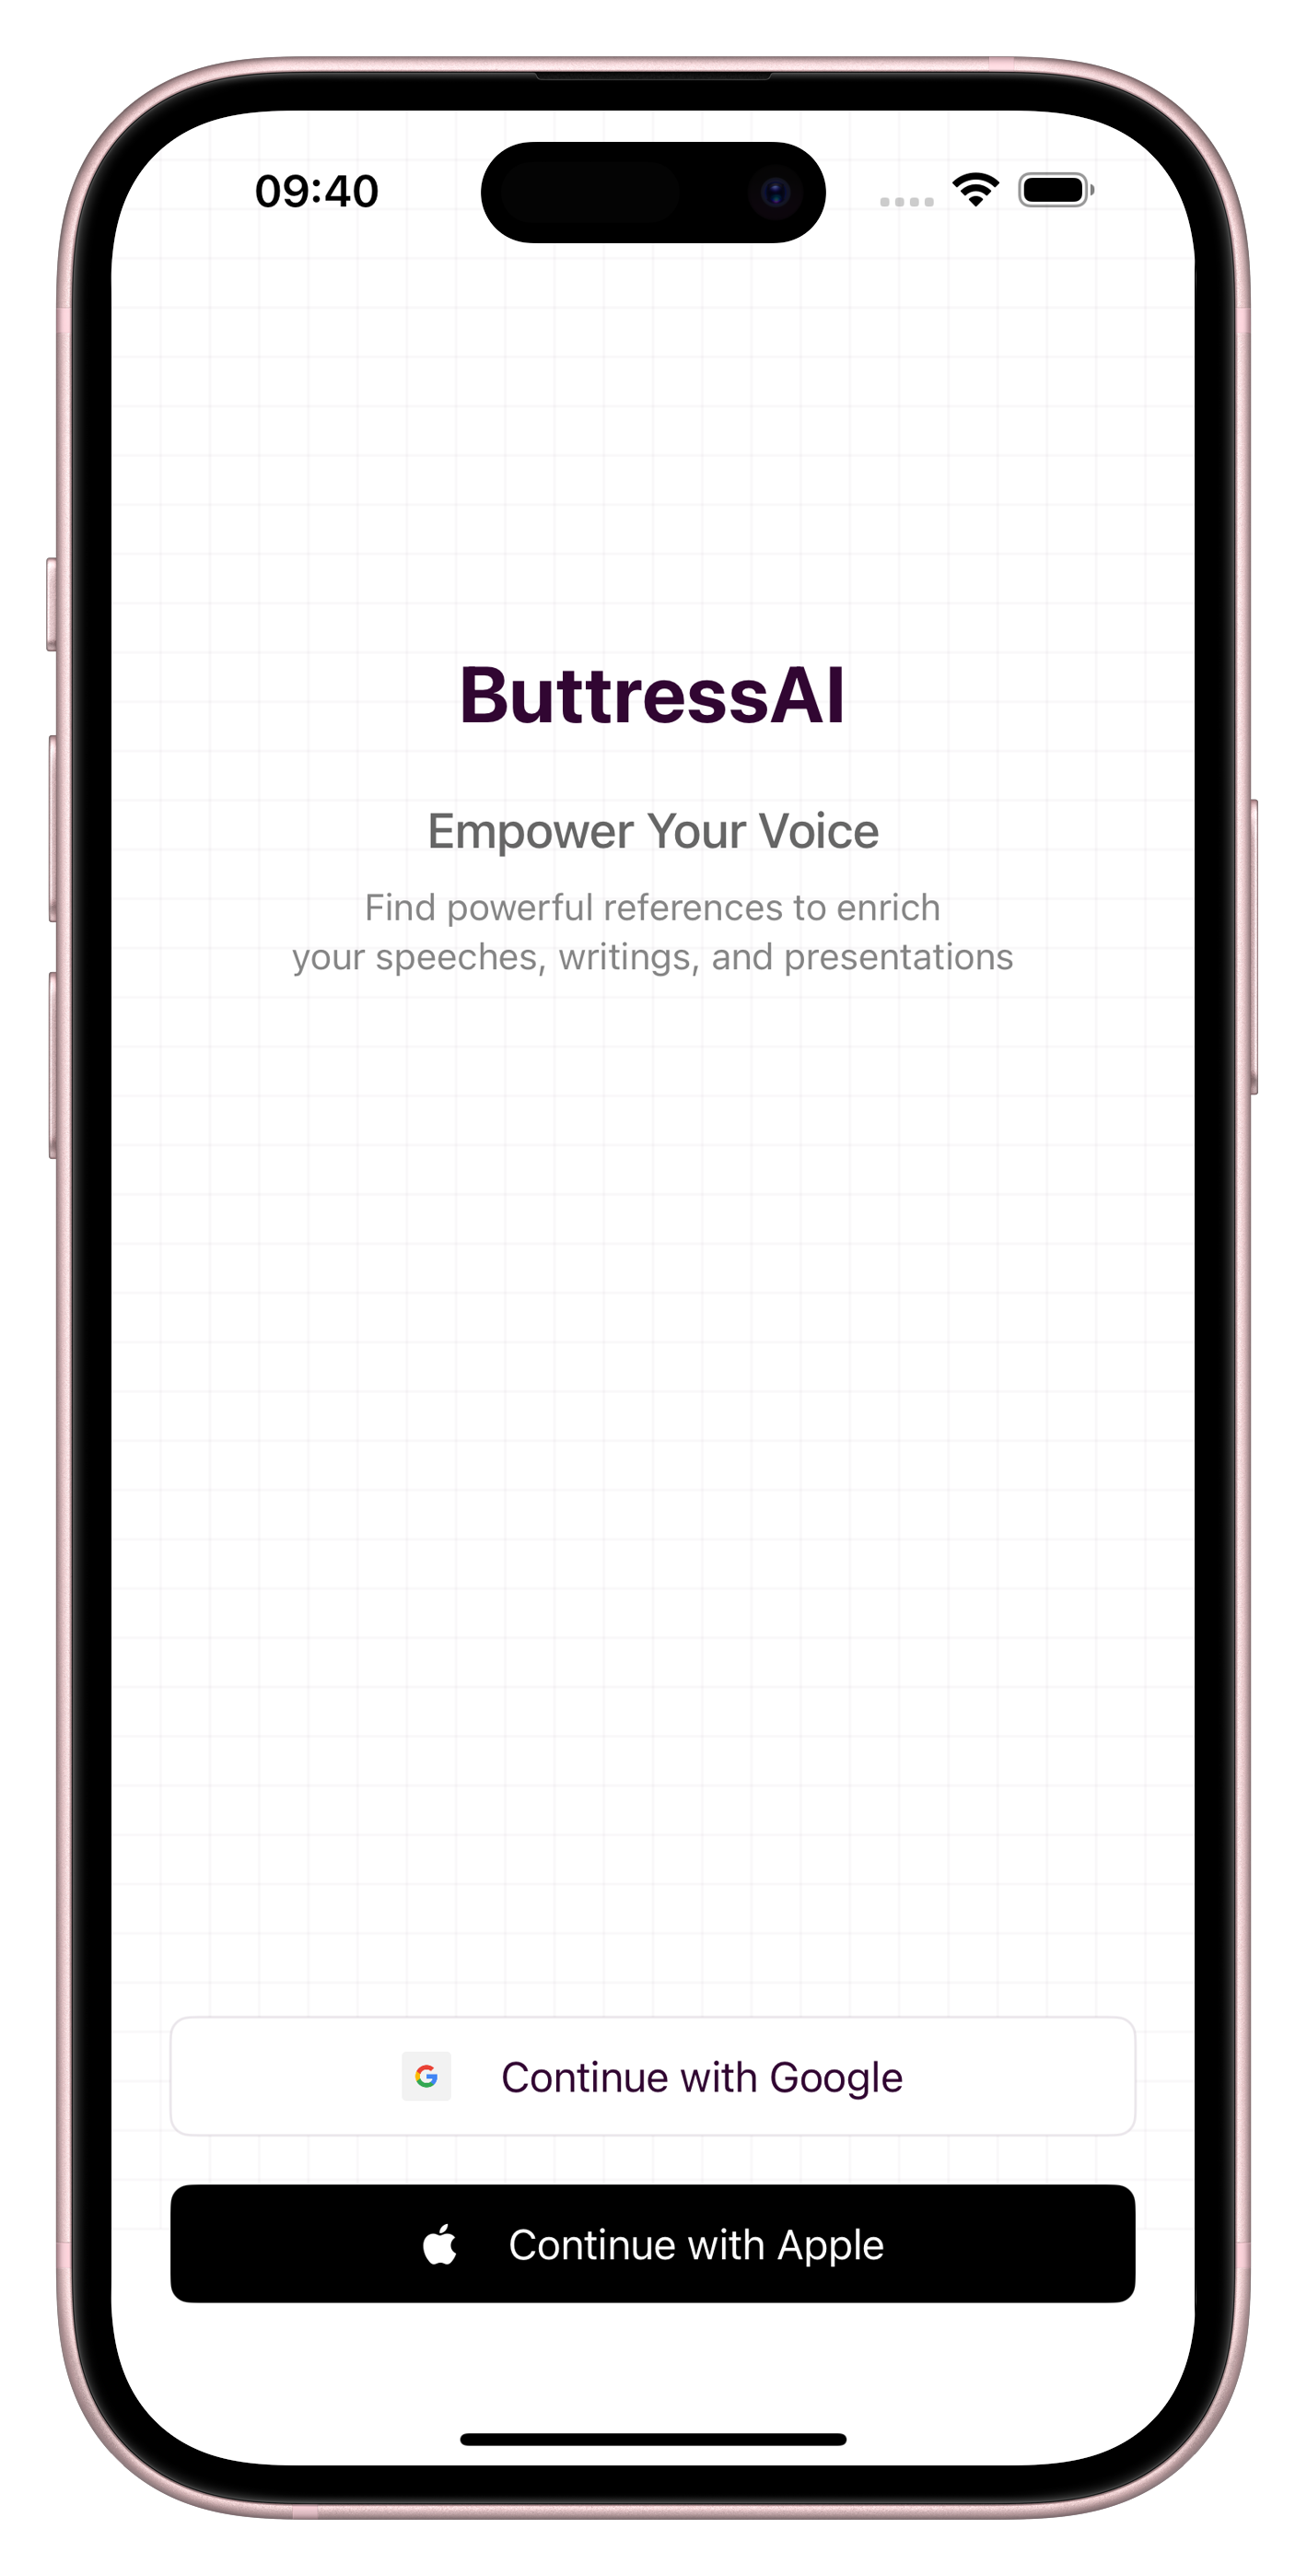 09:40
ButtressAI
Empower Your Voice
Find powerful references to enrich
your speeches, writings, and presentations
Continue with Google
Continue with Apple